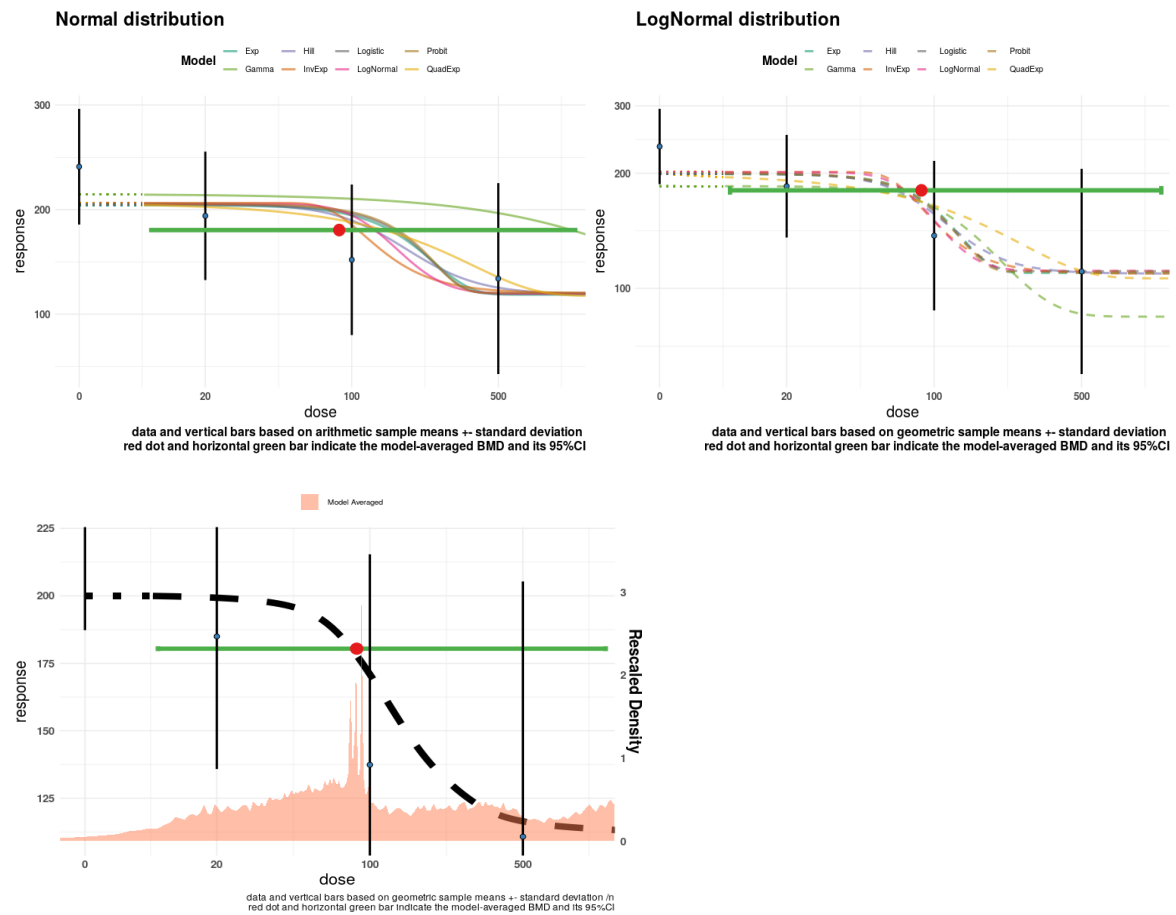 Normal distribution
Model
Exp Hill Logistic Probit
Gamma InvExp LogNormal QuadExp
300
200
100
response
0 20 100 500
dose
data and vertical bars based on arithmetic sample means +- standard deviation
red dot and horizontal green bar indicate the model-averaged BMD and its 95%CI
LogNormal distribution
Model
Exp Hill Logistic Probit
Gamma InvExp LogNormal QuadExp
300
200
100
response
0 20 100 500
dose
data and vertical bars based on geometric sample means +- standard deviation
red dot and horizontal green bar indicate the model-averaged BMD and its 95%CI
Model Averaged
225
200
175
150
125
response
3
2
1
0
Rescaled Density
0 20 100 500
dose
data and vertical bars based on geometric sample means +- standard deviation /n
red dot and horizontal green bar indicate the model-averaged BMD and its 95%CI